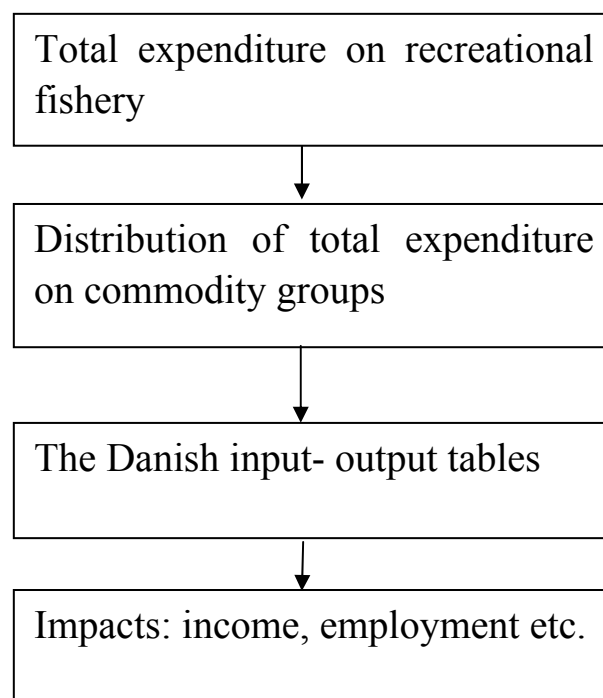 Total expenditure on recreational
fishery
Distribution of total expenditure
on commodity groups
The Danish input- output tables
Impacts: income, employment etc.